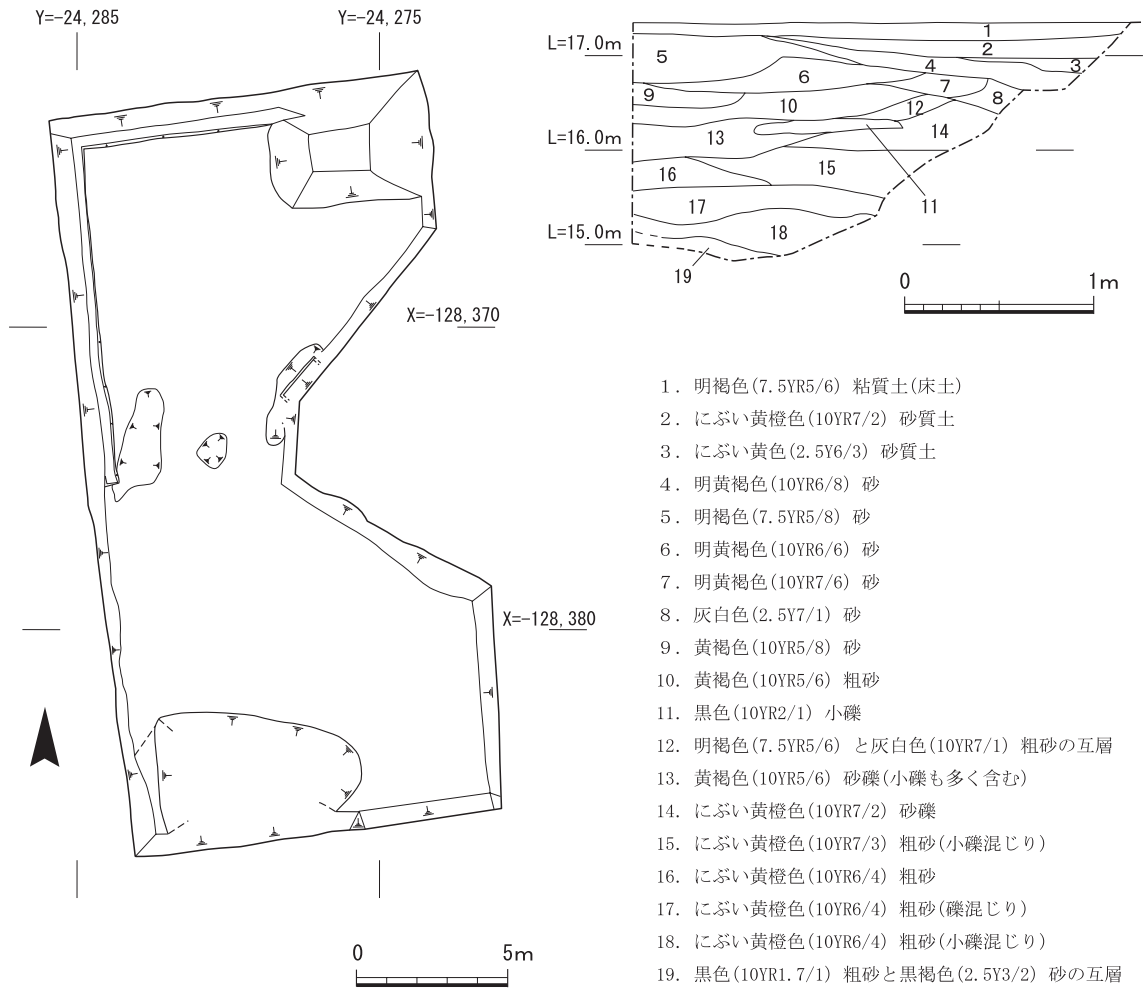 Y=-24,285
Y=-24,275
X=-128,370
X=-128,380
0
5m
L=17.0m
L=16.0m
L=15.0m
1
2
3
4
5
6
7
8
9
10
12
13
14
15
16
11
17
18
19
0
1m
1. 明褐色(7.5YR5/6) 粘質土(床土)
2. にぶい黄橙色(10YR7/2) 砂質土
3. にぶい黄色(2.5Y6/3) 砂質土
4. 明黄褐色(10YR6/8) 砂
5. 明褐色(7.5YR5/8) 砂
6. 明黄褐色(10YR6/6) 砂
7. 明黄褐色(10YR7/6) 砂
8. 灰白色(2.5Y7/1) 砂
9. 黄褐色(10YR5/8) 砂
10. 黄褐色(10YR5/6) 粗砂
11. 黒色(10YR2/1) 小礫
12. 明褐色(7.5YR5/6) と灰白色(10YR7/1) 粗砂の互層
13. 黄褐色(10YR5/6) 砂礫(小礫も多く含む)
14. にぶい黄橙色(10YR7/2) 砂礫
15. にぶい黄橙色(10YR7/3) 粗砂(小礫混じり)
16. にぶい黄橙色(10YR6/4) 粗砂
17. にぶい黄橙色(10YR6/4) 粗砂(礫混じり)
18. にぶい黄橙色(10YR6/4) 粗砂(小礫混じり)
19. 黒色(10YR1.7/1) 粗砂と黒褐色(2.5Y3/2) 砂の互層